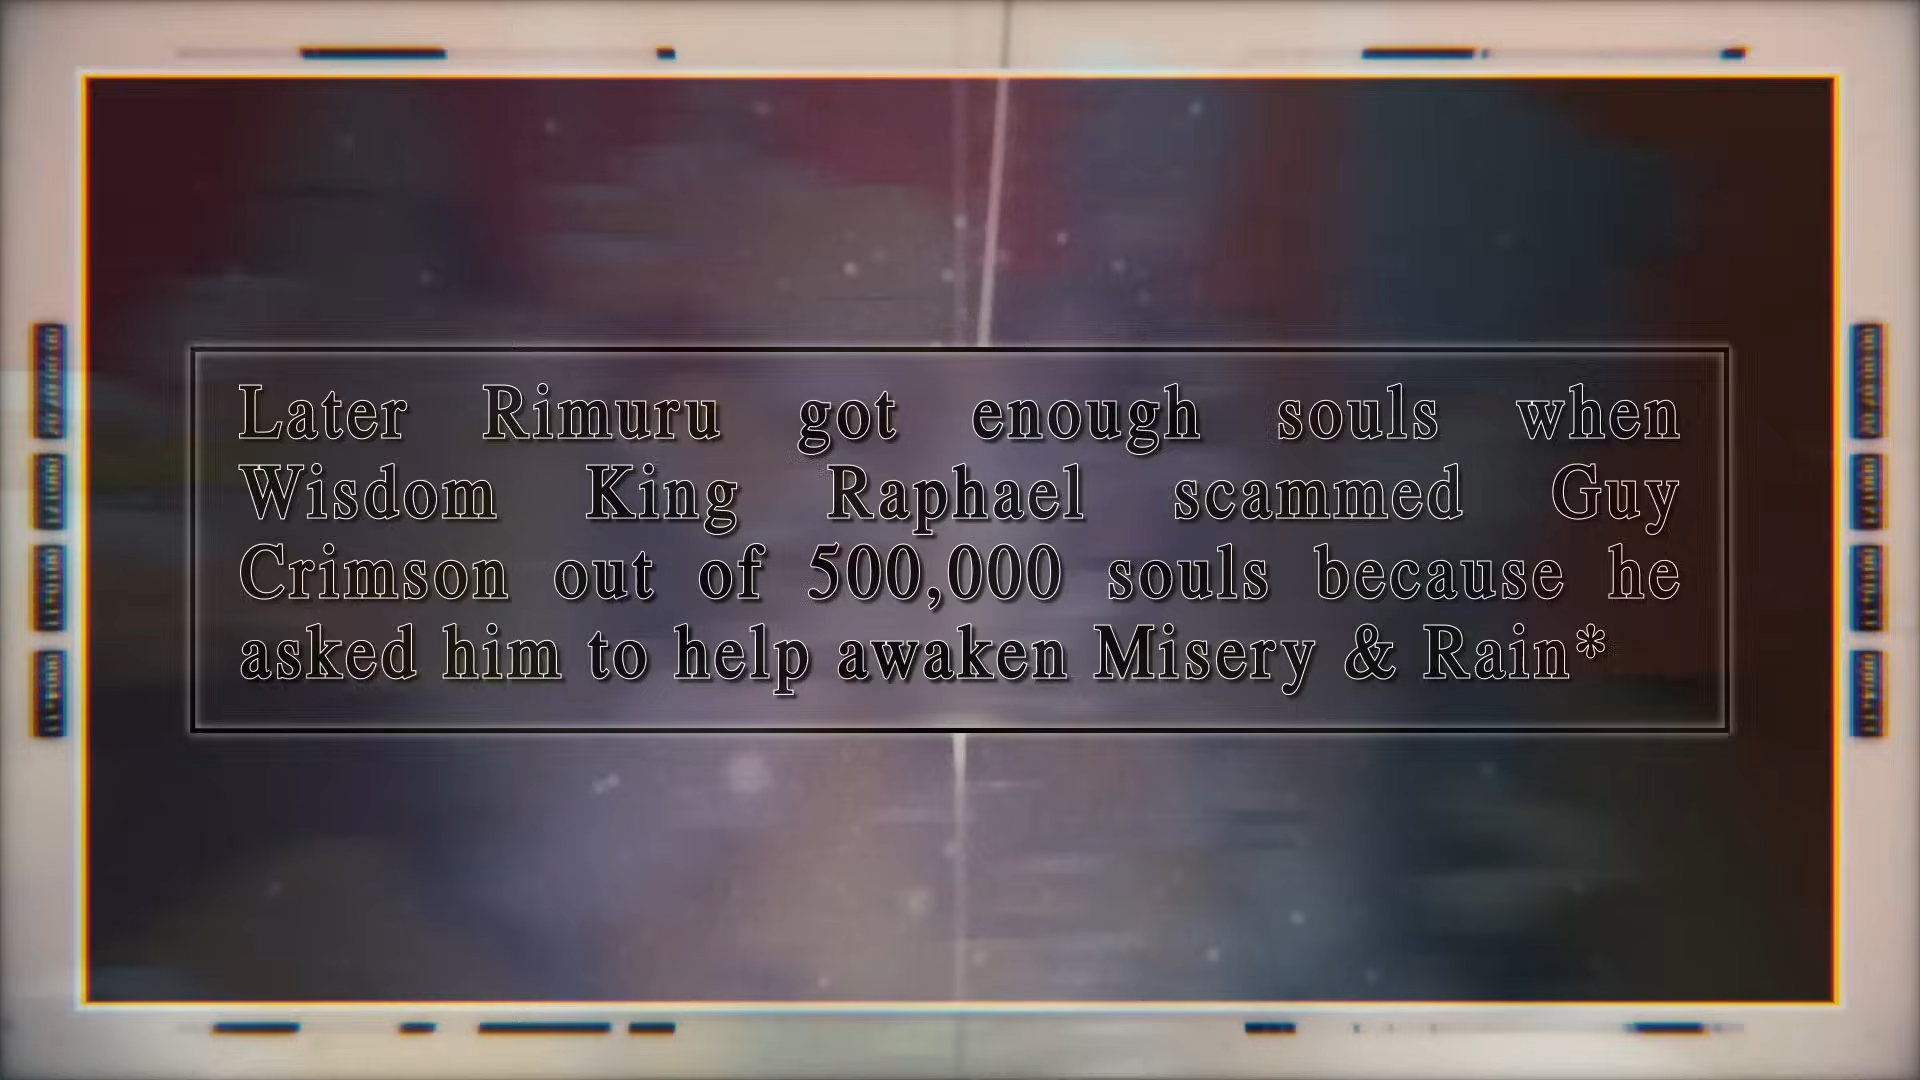 Later Rimuru got enough souls when
Wisdom King Raphael scammed Guy
Crimson out of 500,000 souls because he
asked him to help awaken Misery & Rain*